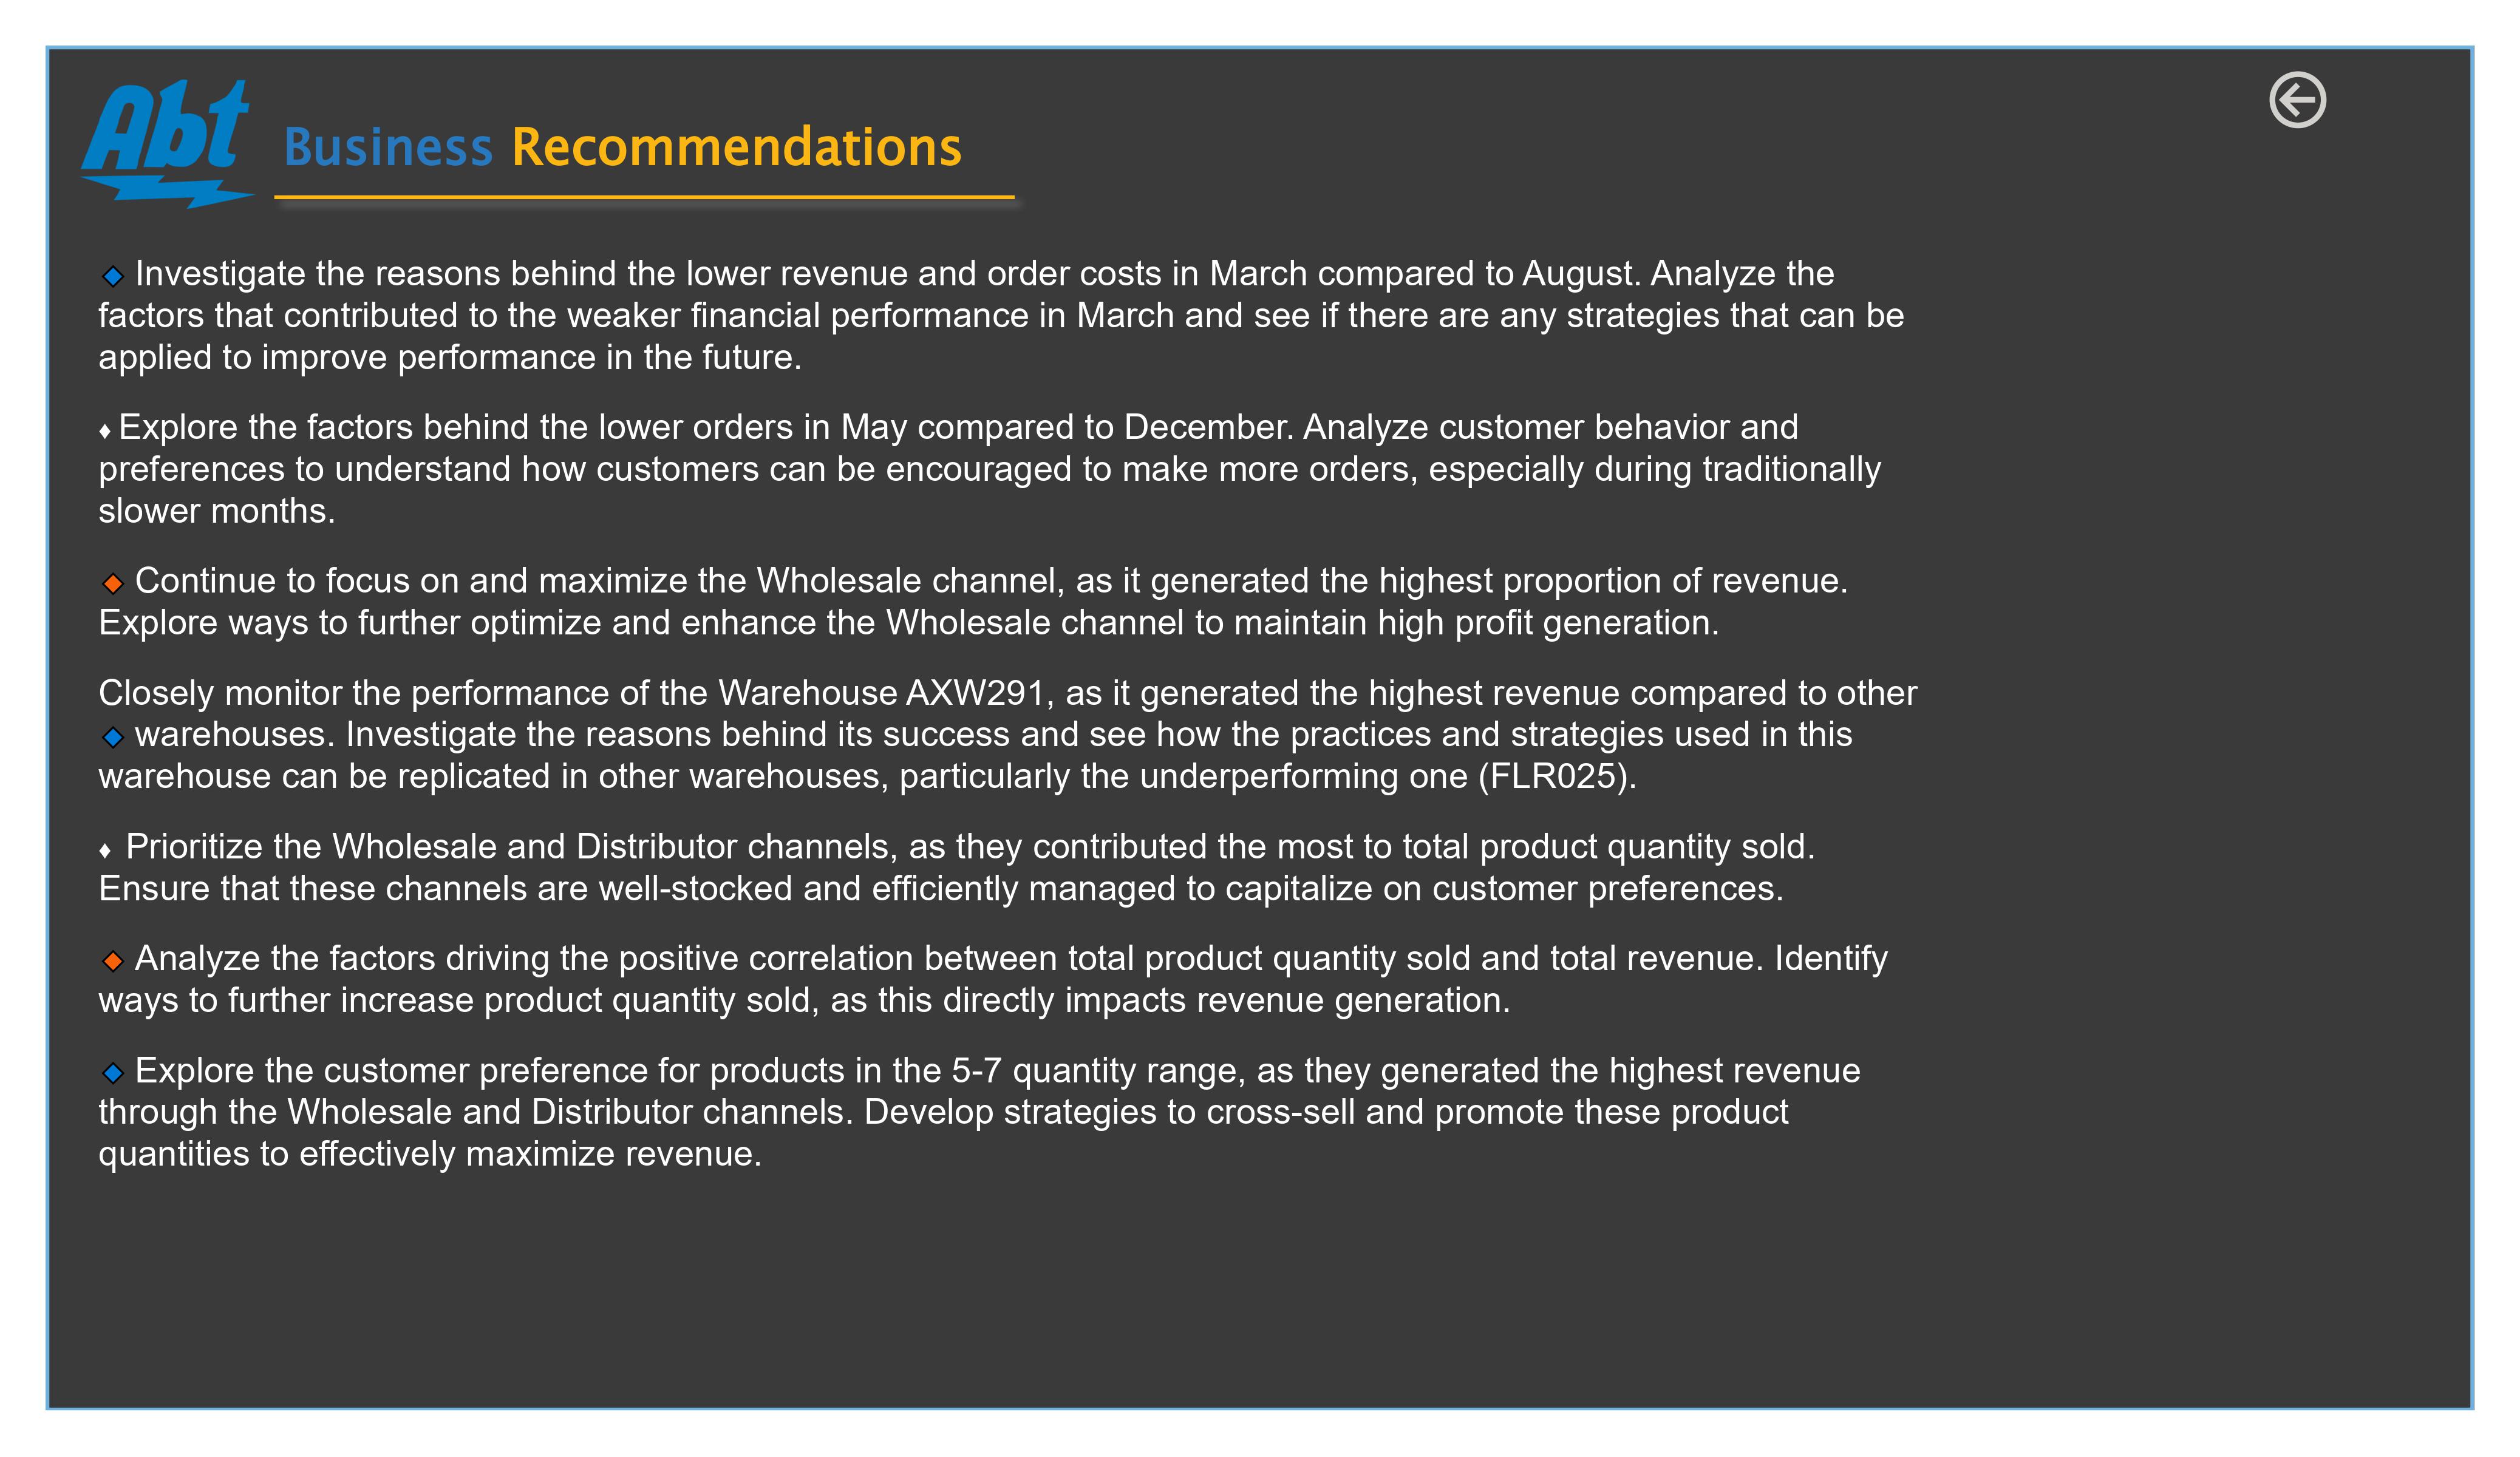 Abt
Business Recommendations
Investigate the reasons behind the lower revenue and order costs in March compared to August. Analyze the
factors that contributed to the weaker financial performance in March and see if there are any strategies that can be
applied to improve performance in the future.
Explore the factors behind the lower orders in May compared to December. Analyze customer behavior and
preferences to understand how customers can be encouraged to make more orders, especially during traditionally
slower months.
Continue to focus on and maximize the Wholesale channel, as it generated the highest proportion of revenue.
Explore ways to further optimize and enhance the Wholesale channel to maintain high profit generation.
Closely monitor the performance of the Warehouse AXW291, as it generated the highest revenue compared to other
warehouses. Investigate the reasons behind its success and see how the practices and strategies used in this
warehouse can be replicated in other warehouses, particularly the underperforming one (FLR025).
Prioritize the Wholesale and Distributor channels, as they contributed the most to total product quantity sold.
Ensure that these channels are well-stocked and efficiently managed to capitalize on customer preferences.
Analyze the factors driving the positive correlation between total product quantity sold and total revenue. Identify
ways to further increase product quantity sold, as this directly impacts revenue generation.
Explore the customer preference for products in the 5-7 quantity range, as they generated the highest revenue
through the Wholesale and Distributor channels. Develop strategies to cross-sell and promote these product
quantities to effectively maximize revenue.